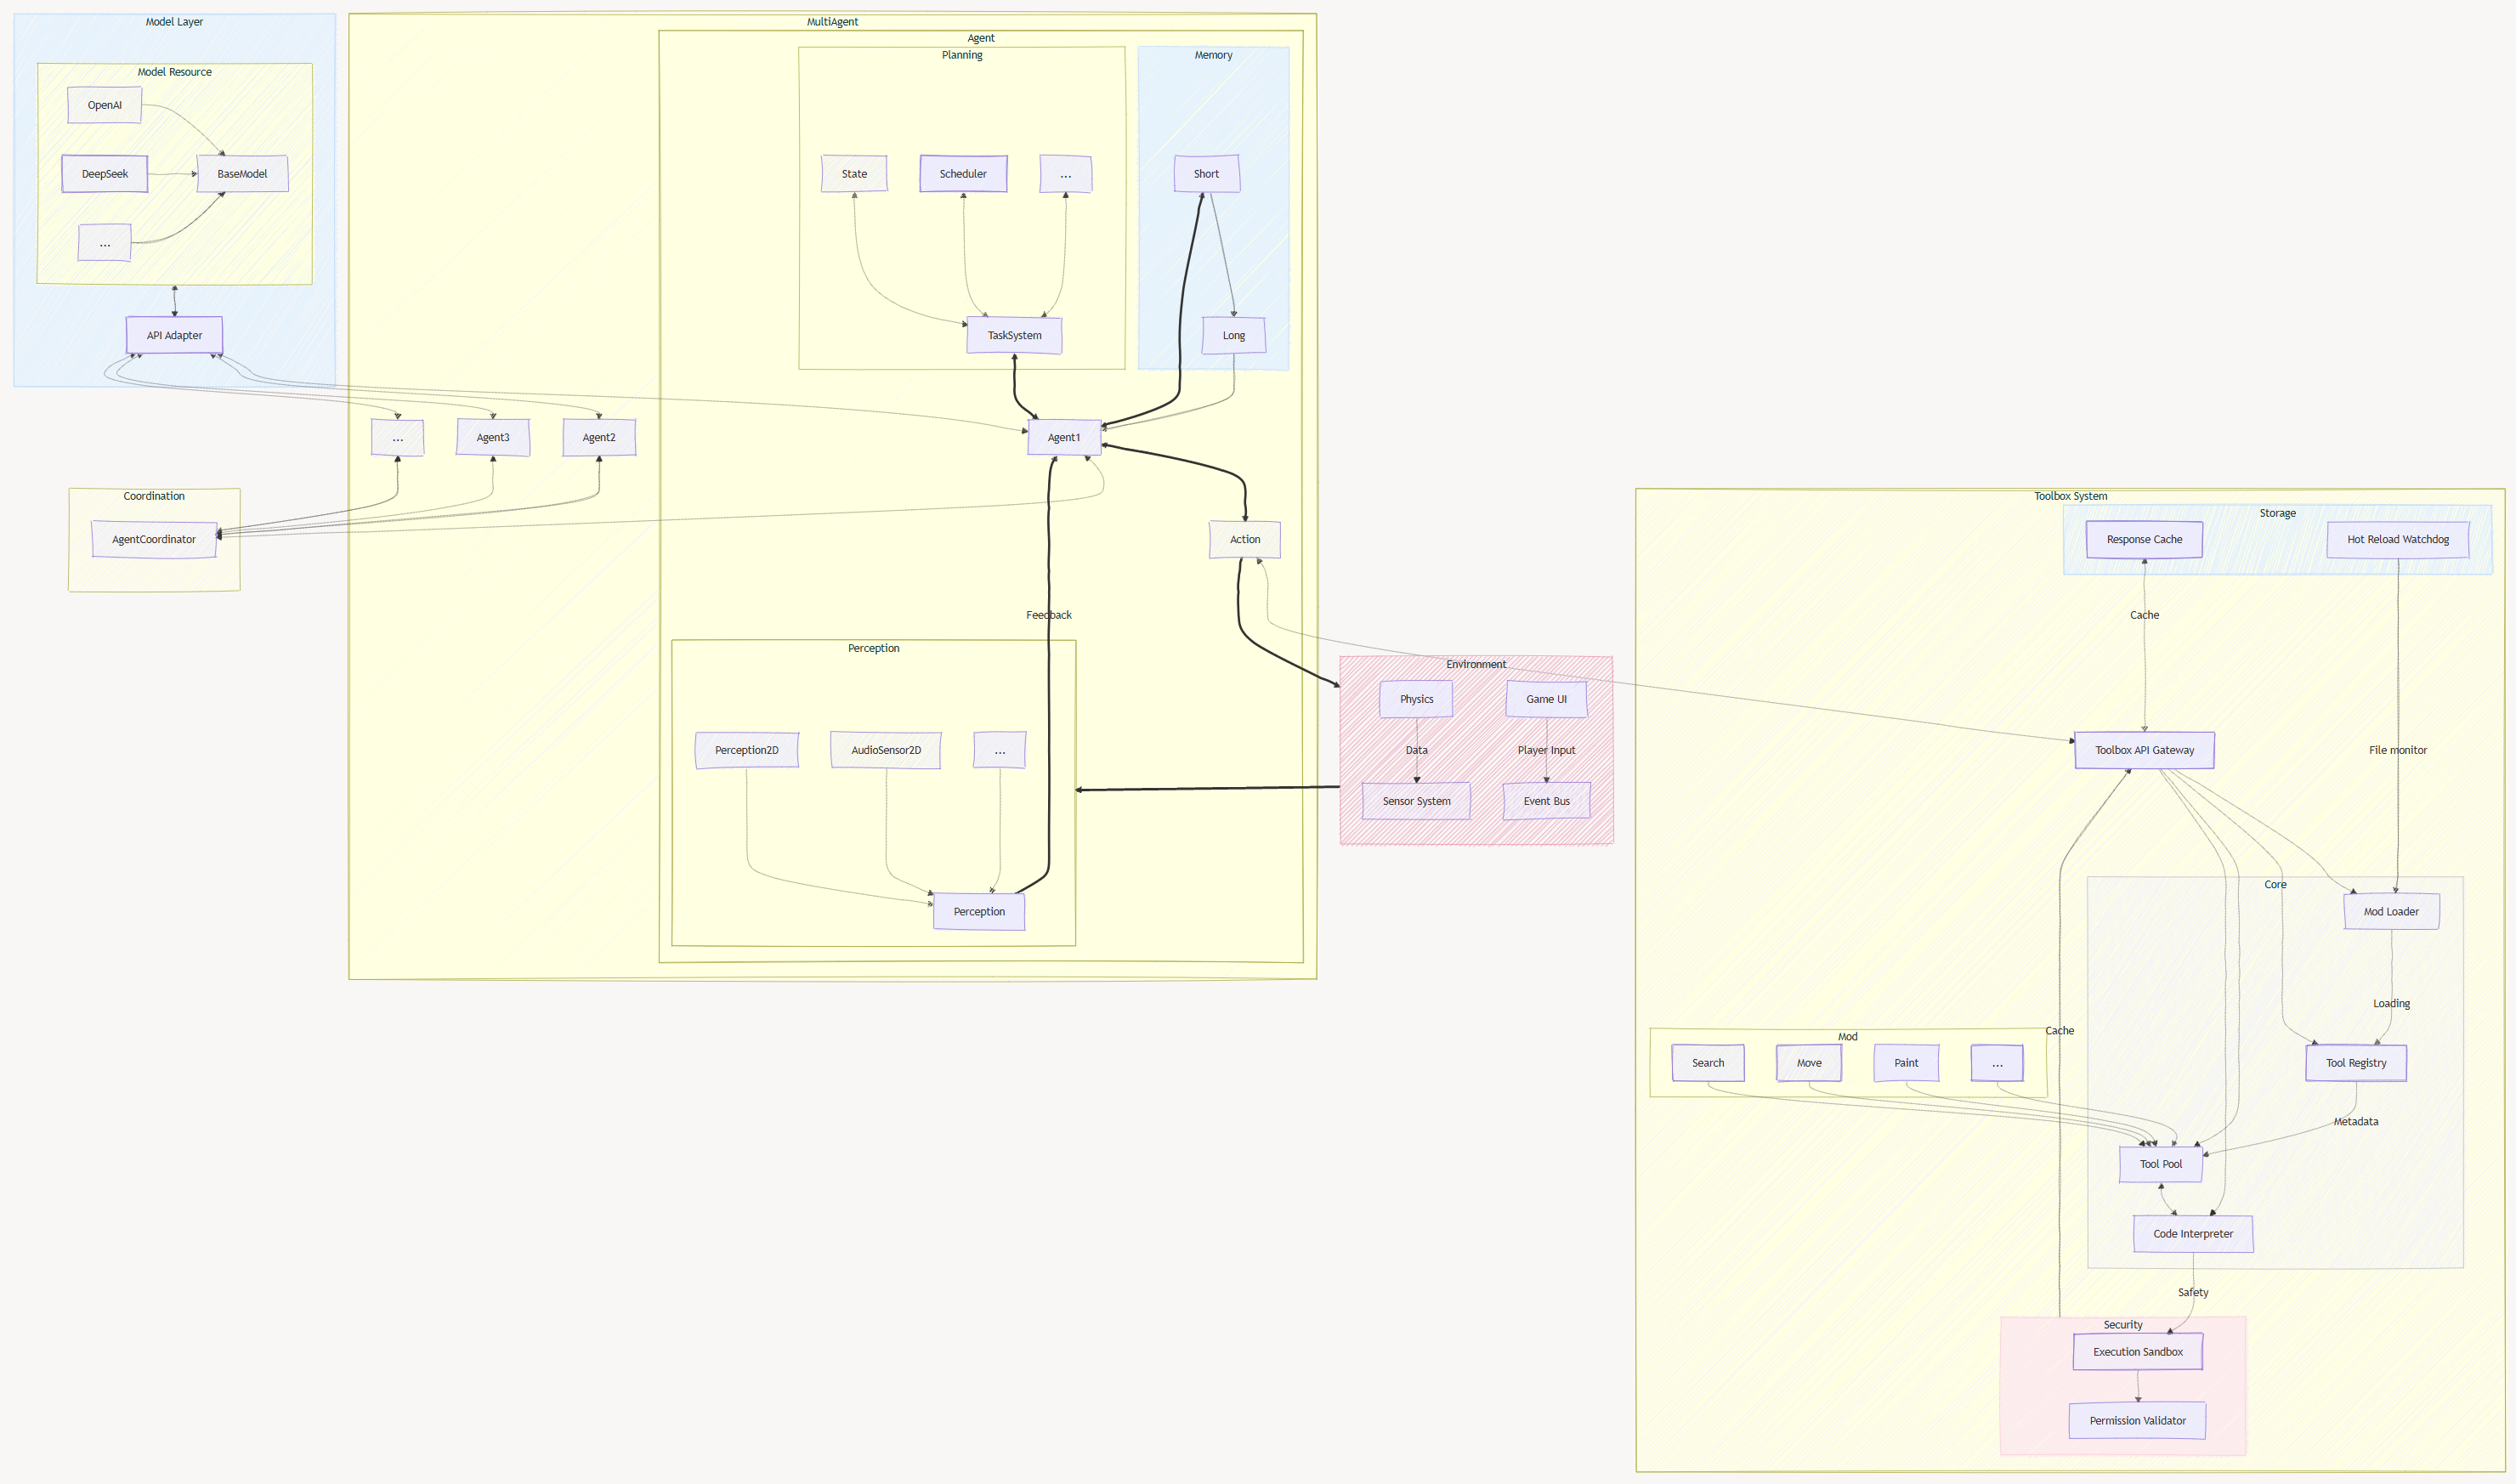 Model Layer
Model Resource
OpenAI
DeepSeek
BaseModel
...
API Adapter
MultiAgent
Agent
Planning
State
Scheduler
...
TaskSystem
Memory
Short
Long
...
Agent3
Agent2
Agent1
Coordination
AgentCoordinator
Action
Feedback
Perception
Perception2D
AudioSensor2D
...
Perception
Environment
Physics
Game UI
Data
Player Input
Sensor System
Event Bus
Toolbox System
Storage
Response Cache
Hot Reload Watchdog
Cache
Toolbox API Gateway
File monitor
Core
Mod Loader
Loading
Cache
Mod
Search
Move
Paint
...
Tool Registry
Metadata
Tool Pool
Code Interpreter
Safety
Security
Execution Sandbox
Permission Validator